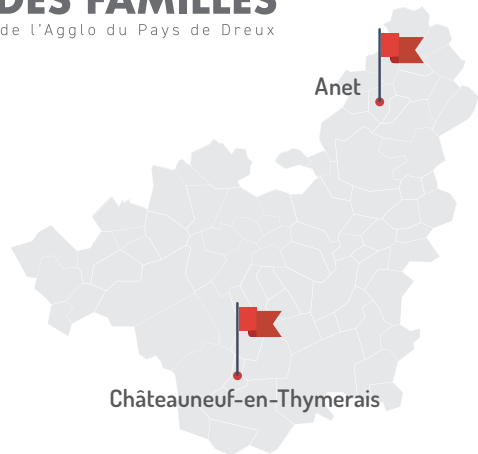 DES FAMILLES
de l'Agglo du Pays de Dreux
Anet
Châteauneuf-en-Thymerais